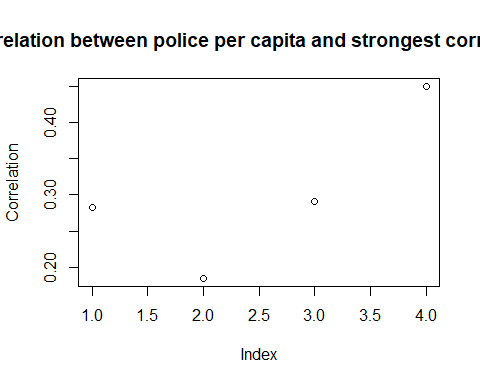 relation between police per capita and strongest corr
Correlation
0.40
0.30
0.20
1.0 1.5 2.0 2.5 3.0 3.5 4.0
Index